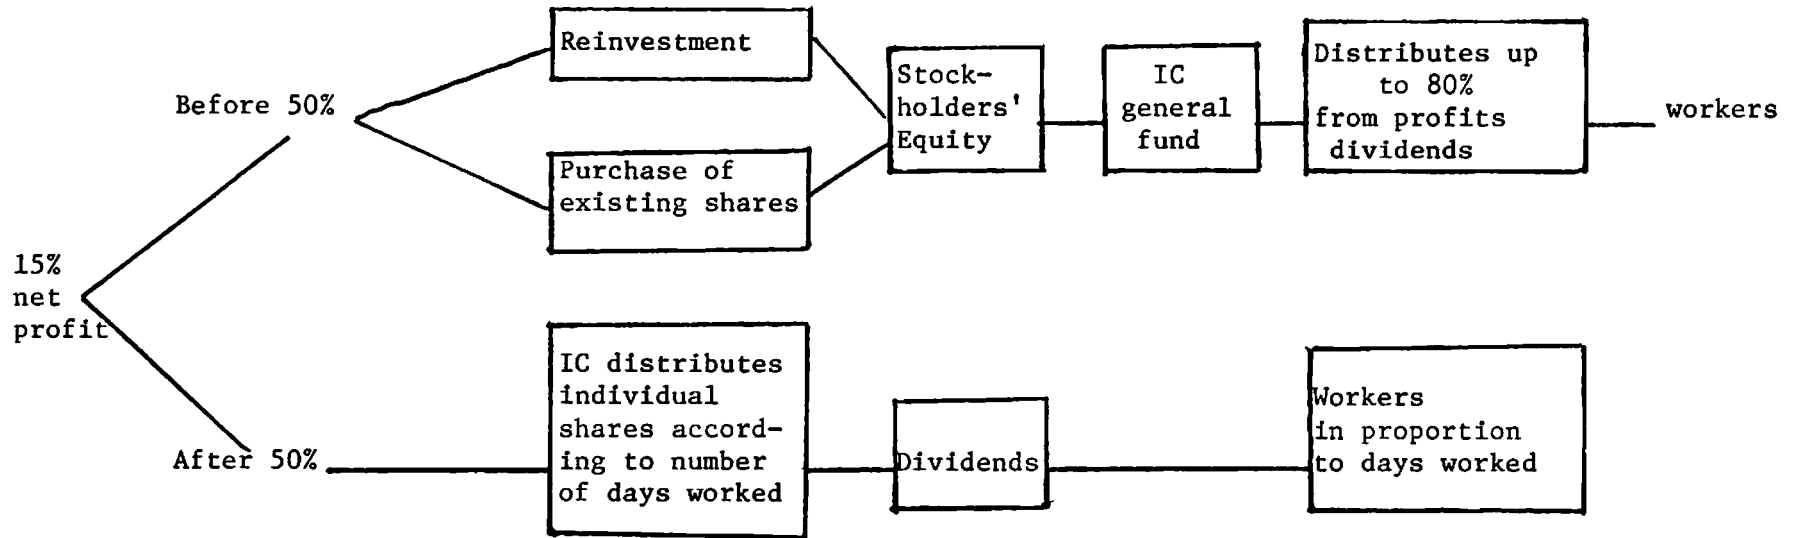 15%
net
profit
Before 50%
Reinvestment
Purchase of
existing shares
Stock-
holders'
Equity
IC
general
fund
Distributes up
to 80%
from profits
dividends
workers
After 50%
IC distributes
individual
shares accord-
ing to number
of days worked
Dividends
Workers
in proportion
to days worked